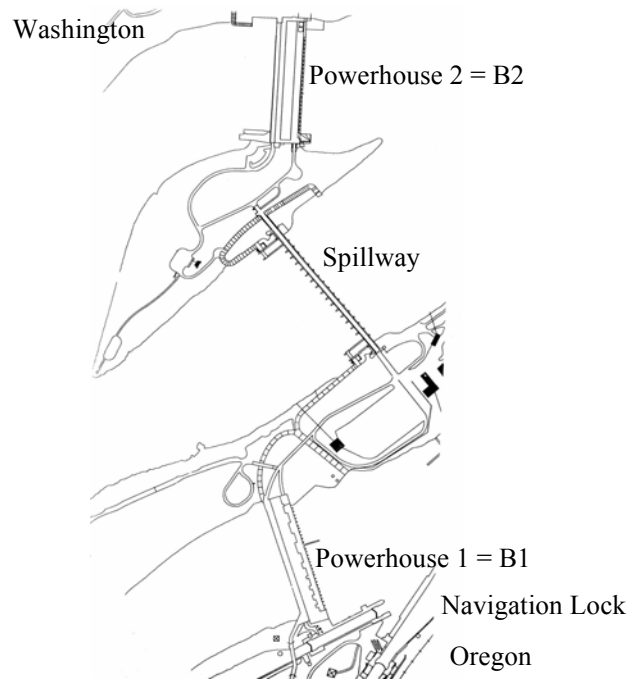 Washington
Powerhouse 2 = B2
Spillway
Powerhouse 1 = B1
Navigation Lock
Oregon